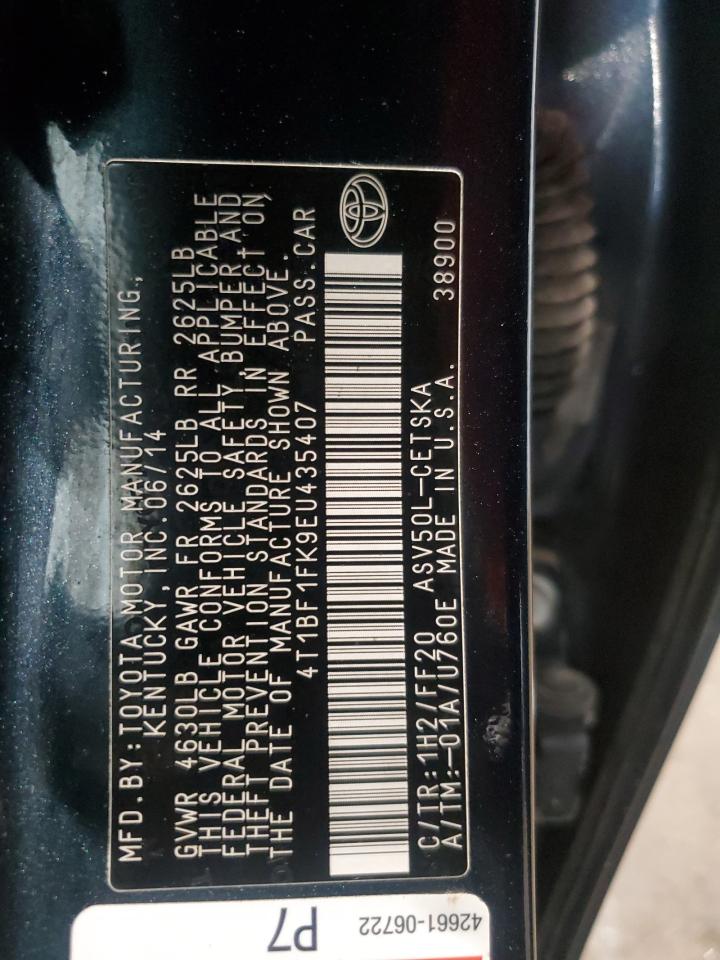 MFD.BY:TOYOTA MOTOR MANUFACTURING,
KENTUCKY, INC.06/14
GVWR 4630LB GAWR FR 2625LB RR 2625LB
THIS VEHICLE CONFORMS TO ALL APPLICABLE
FEDERAL MOTOR VEHICLE SAFETY,BUMPER,AND
THEFT PREVENTION STANDARDS IN EFFECT ON
THE DATE OF MANUFACTURE SHOWN ABOVE.
4T1BF1FK9EU435407 PASS.CAR
C/TR:1H2/FF20 ASV50L-CETSKA
A/TM:-01A/U760E MADE IN U.S.A. 38900
42661-06722
P7